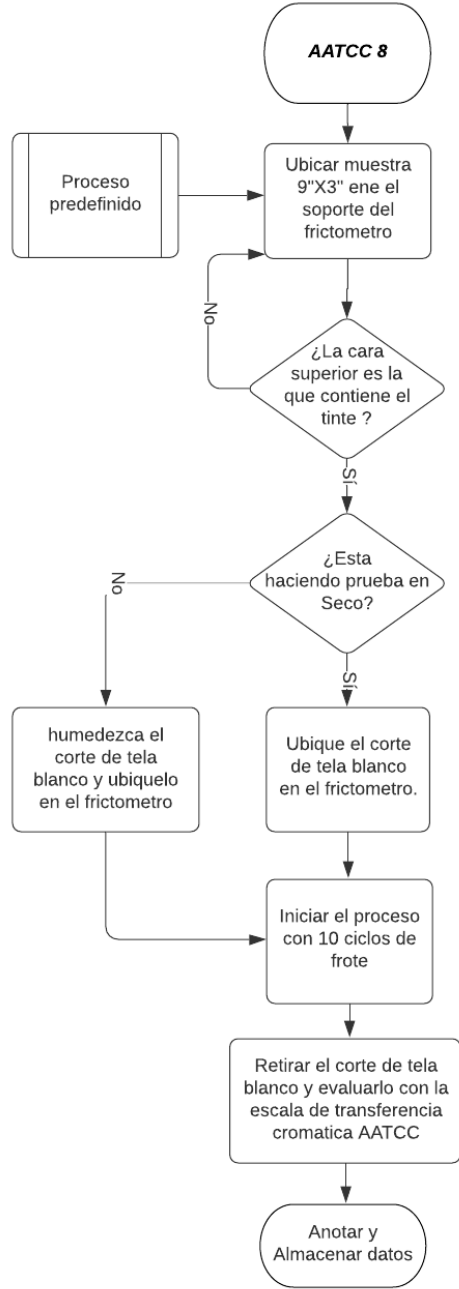 AATCC 8
Proceso
predefinido
Ubicar muestra
9"X3" ene el
soporte del
frictometro
No
¿La cara
superior es la
que contiene el
tinte ?
Sí
¿Esta
haciendo prueba en
Seco?
No
Sí
humedezca el
corte de tela
blanco y ubiquelo
en el frictometro
Ubique el corte
de tela blanco
en el frictometro.
Iniciar el proceso
con 10 ciclos de
frote
Retirar el corte de tela
blanco y evaluarlo con la
escala de transferencia
cromatica AATCC
Anotar y
Almacenar datos